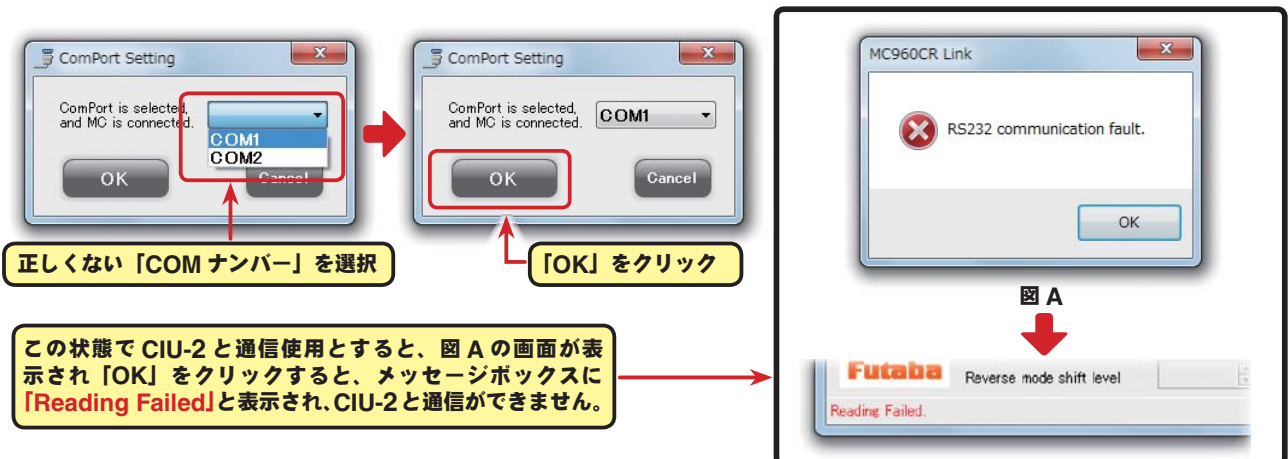 ComPort Setting
ComPort is selected,
and MC is connected.
COM1
COM2
OK
Cancel
正しくない「COM ナンバー」を選択
ComPort Setting
ComPort is selected,
and MC is connected.
COM1
OK
Cancel
「OK」をクリック
この状態で CIU-2 と通信使用とすると、図 A の画面が表
示され「OK」をクリックすると、メッセージボックスに
「Reading Failed」と表示され、CIU-2 と通信ができません。
MC960CR Link
RS232 communication fault.
OK
図 A
Futaba
Reverse mode shift level
Reading Failed.